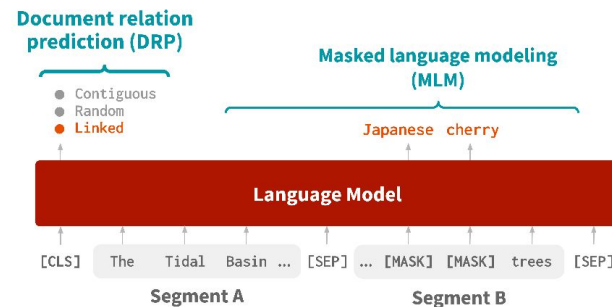 Document relation
prediction (DRP)
Masked language modeling
(MLM)
Contiguous
Random
Linked
Japanese cherry
Language Model
[CLS] The Tidal Basin ... [SEP] ... [MASK] [MASK] trees [SEP]
Segment A Segment B